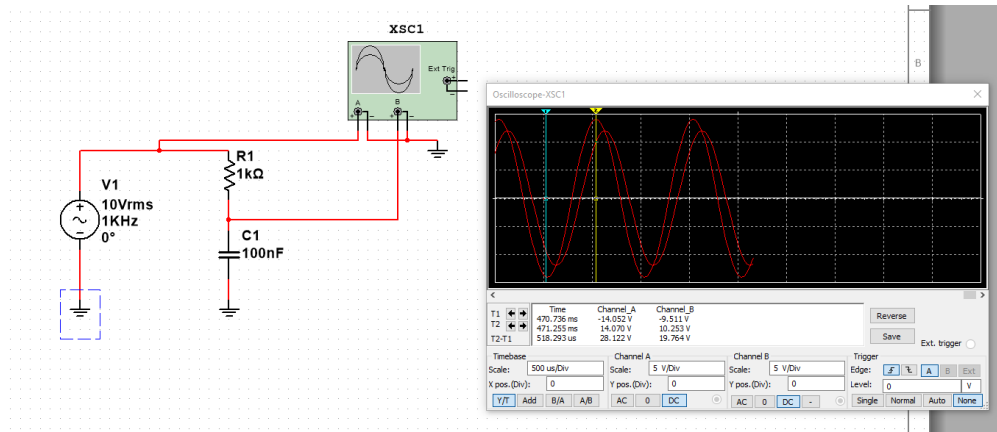 XSC1
Ext Trig
+
-
A
B
+ - + -
B
R1
1kΩ
V1
10Vrms
1KHz
0°
+
-
C1
100nF
Oscilloscope-XSC1
1 2
Time Channel_A Channel_B
T1 470.736 ms -14.052 V -9.511 V
T2 471.255 ms 14.070 V 10.253 V
T2-T1 518.293 us 28.122 V 19.764 V
Reverse
Save
Ext. trigger
Timebase Channel A Channel B Trigger
Scale: 500 us/Div Scale: 5 V/Div Scale: 5 V/Div Edge: A B Ext
X pos.(Div): 0 Y pos.(Div): 0 Y pos.(Div): 0 Level: 0 V
Y/T Add B/A A/B AC 0 DC AC 0 DC - Single Normal Auto None